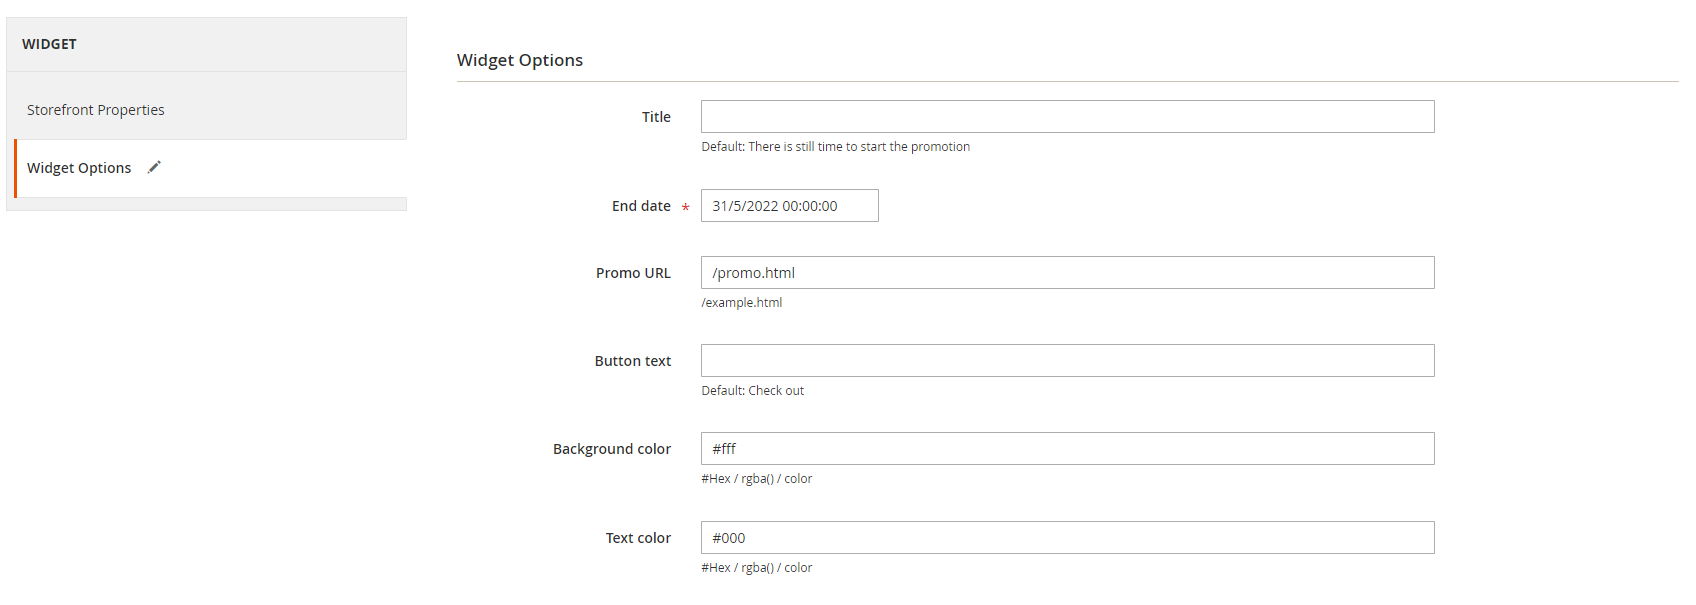 WIDGET
Storefront Properties
Widget Options
Widget Options
Title
Default: There is still time to start the promotion
End date *
31/5/2022 00:00:00
Promo URL
/promo.html
/example.html
Button text
Default: Check out
Background color
#fff
#Hex / rgba() / color
Text color
#000
#Hex / rgba() / color